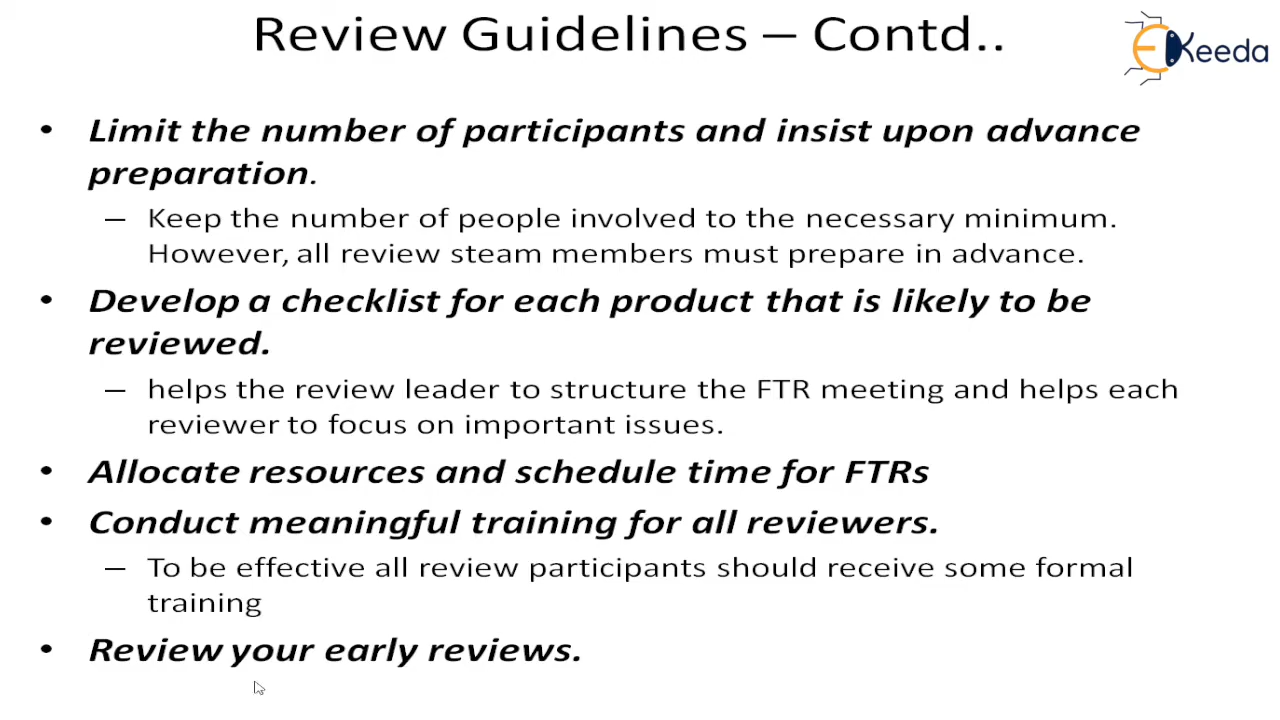 Review Guidelines – Contd..
EKeeda
• Limit the number of participants and insist upon advance
preparation.
– Keep the number of people involved to the necessary minimum.
However, all review steam members must prepare in advance.
• Develop a checklist for each product that is likely to be
reviewed.
– helps the review leader to structure the FTR meeting and helps each
reviewer to focus on important issues.
• Allocate resources and schedule time for FTRs
• Conduct meaningful training for all reviewers.
– To be effective all review participants should receive some formal
training
• Review your early reviews.